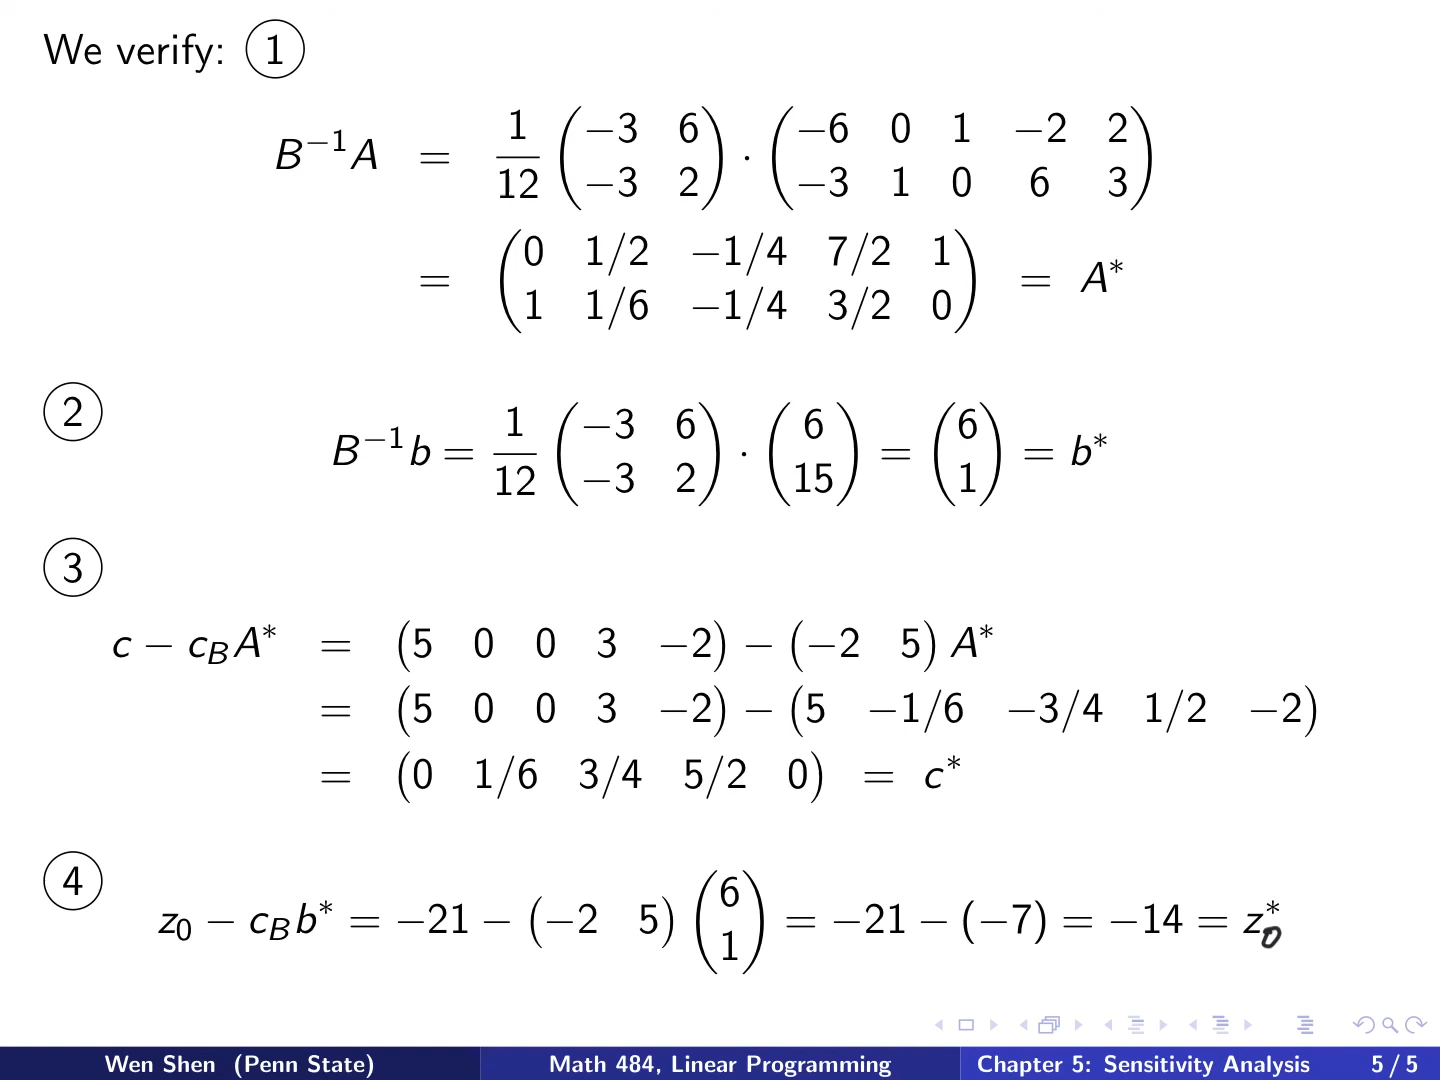 We verify: ①
B⁻¹A = 1/12 (−3 6; −3 2) · (−6 0 1 −2 2; −3 1 0 6 3)
= (0 1/2 −1/4 7/2 1; 1 1/6 −1/4 3/2 0) = A*
②
B⁻¹b = 1/12 (−3 6; −3 2) · (6; 15) = (6; 1) = b*
③
c − c_B A* = (5 0 0 3 −2) − (−2 5) A*
= (5 0 0 3 −2) − (5 −1/6 −3/4 1/2 −2)
= (0 1/6 3/4 5/2 0) = c*
④
z₀ − c_B b* = −21 − (−2 5) (6; 1) = −21 − (−7) = −14 = z₀*
Wen Shen (Penn State) Math 484, Linear Programming Chapter 5: Sensitivity Analysis 5 / 5